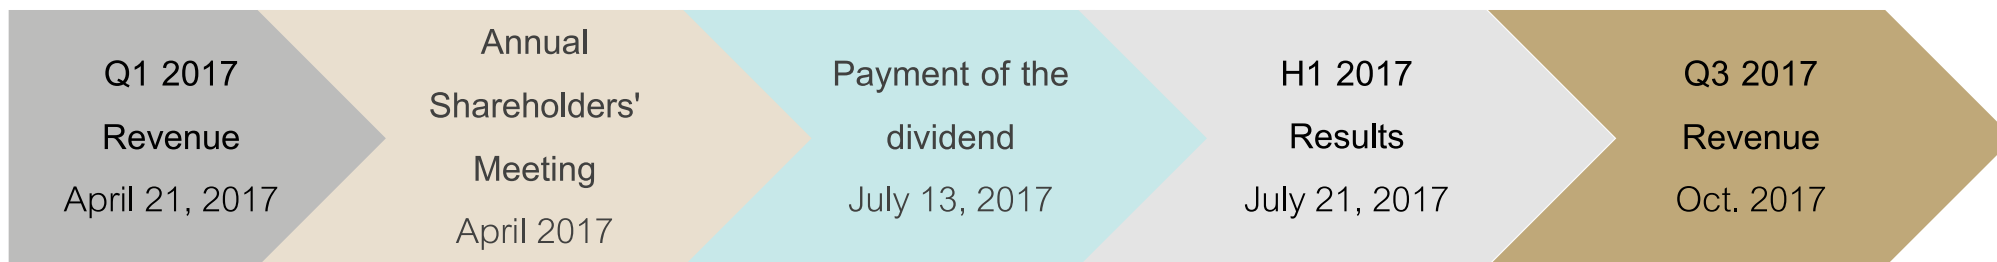 Q1 2017
Revenue
April 21, 2017
Annual
Shareholders'
Meeting
April 2017
Payment of the
dividend
July 13, 2017
H1 2017
Results
July 21, 2017
Q3 2017
Revenue
Oct. 2017